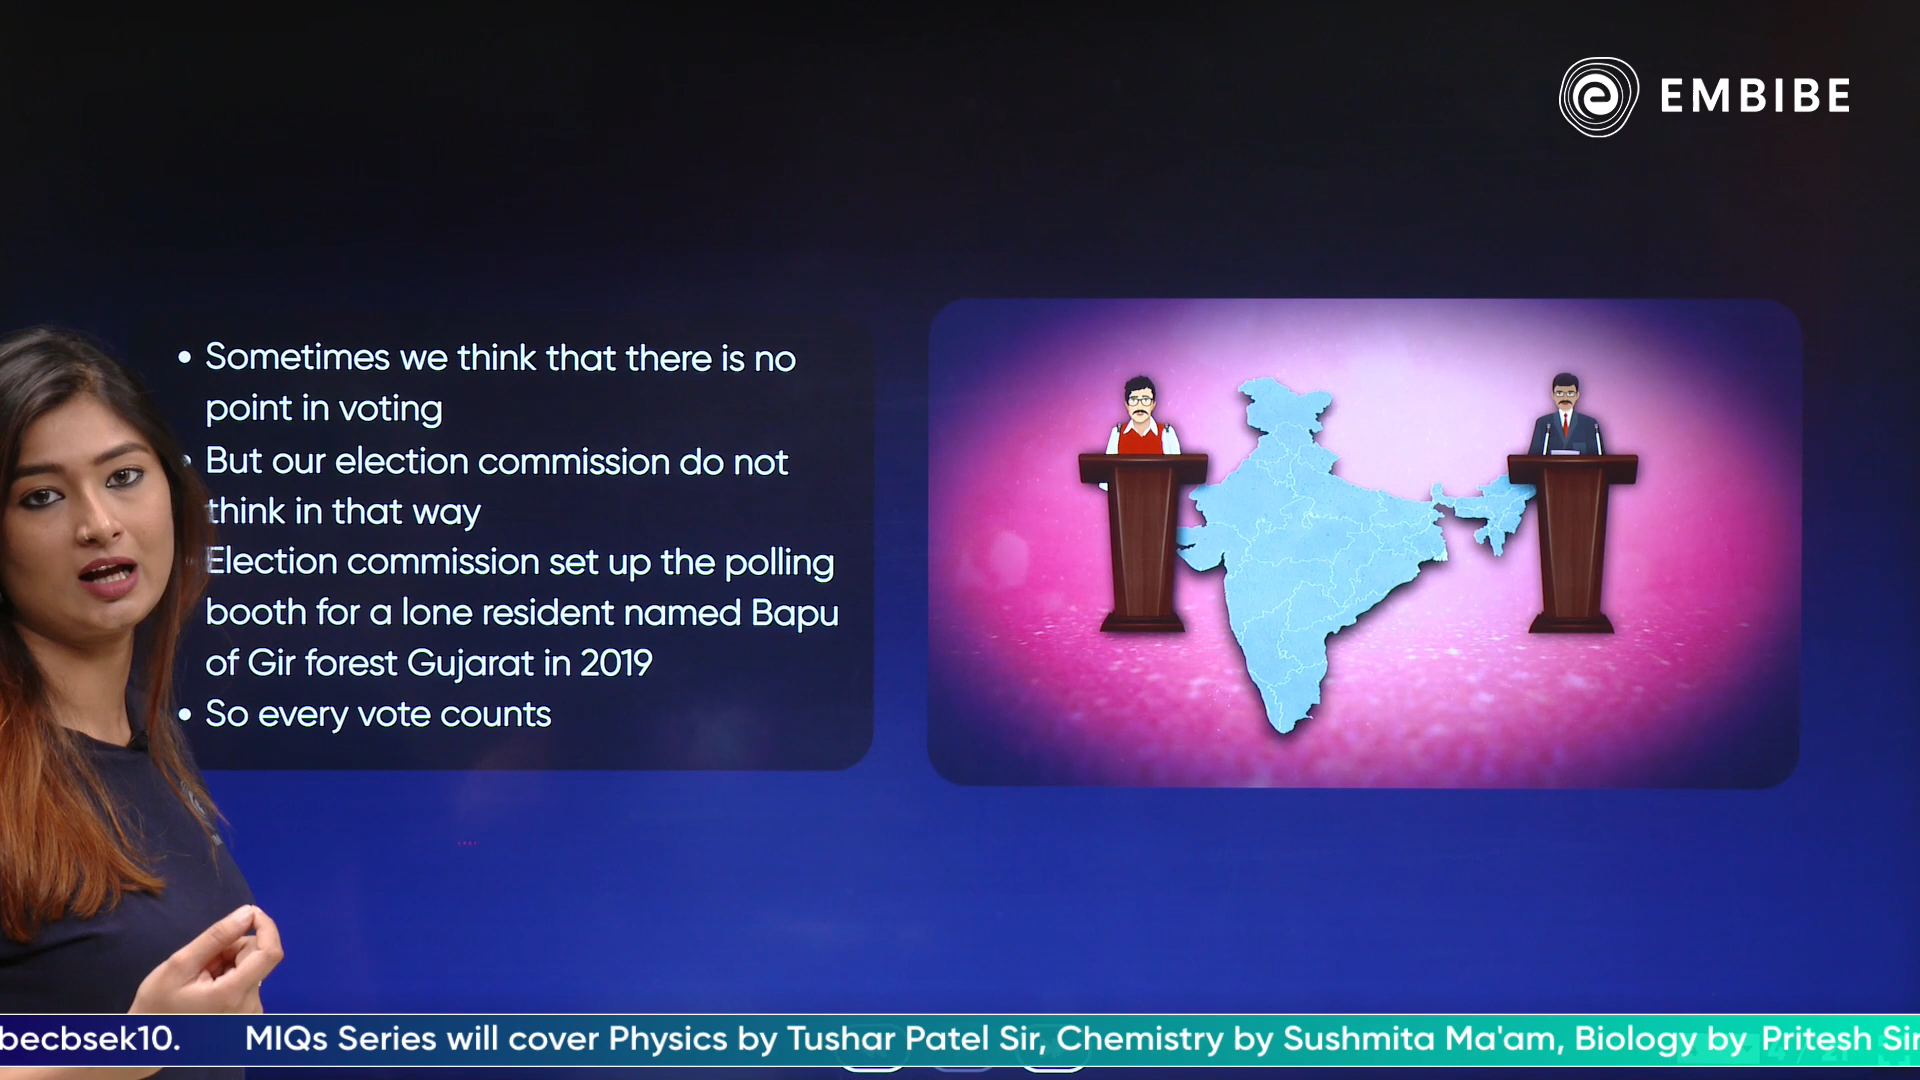 EMBIBE
• Sometimes we think that there is no
point in voting
• But our election commission do not
think in that way
Election commission set up the polling
booth for a lone resident named Bapu
of Gir forest Gujarat in 2019
• So every vote counts
becbsek10. MIQs Series will cover Physics by Tushar Patel Sir, Chemistry by Sushmita Ma'am, Biology by Pritesh Sir